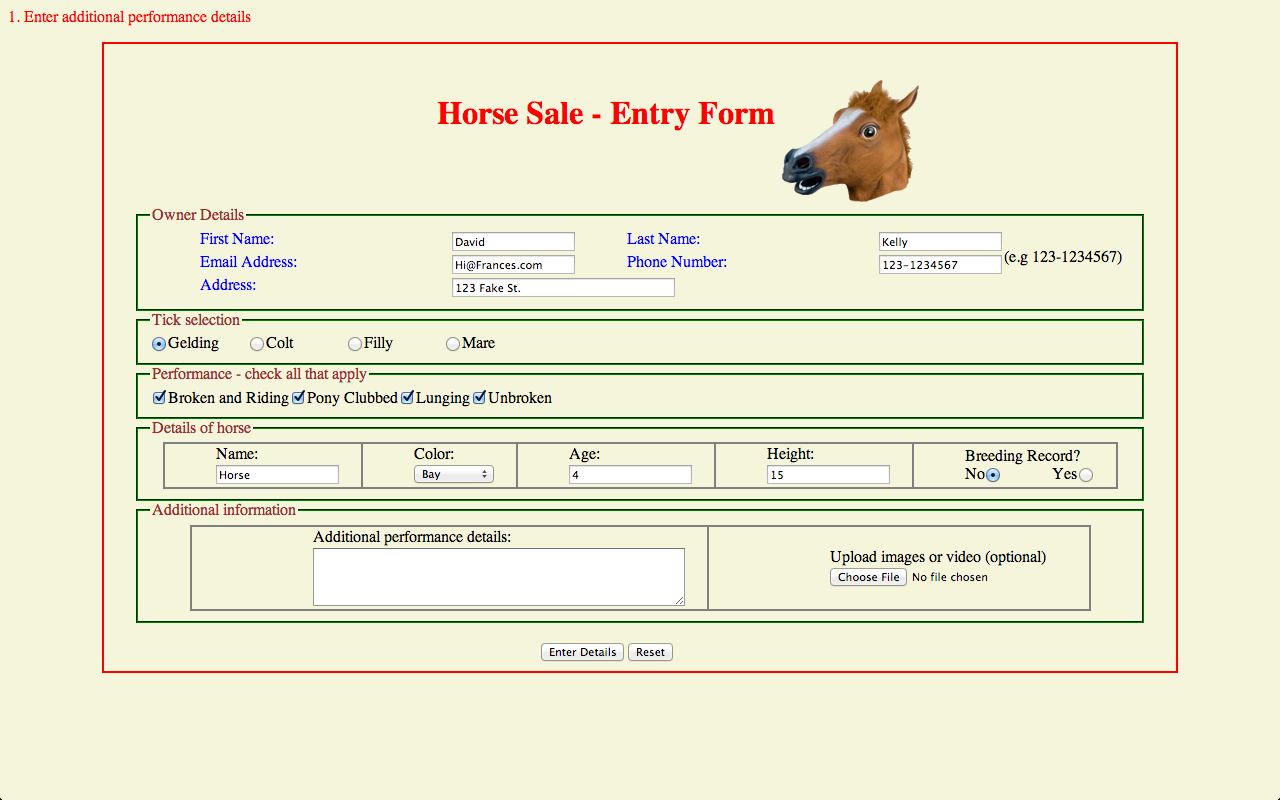 1. Enter additional performance details
Horse Sale - Entry Form
Owner Details
First Name: David Last Name: Kelly (e.g 123-1234567)
Email Address: Hi@Frances.com Phone Number: 123-1234567
Address: 123 Fake St.
Tick selection
Gelding Colt Filly Mare
Performance - check all that apply
Broken and Riding Pony Clubbed Lunging Unbroken
Details of horse
Name: Color: Age: Height: Breeding Record?
Horse Bay 4 15 No Yes
Additional information
Additional performance details:
Upload images or video (optional)
Choose File No file chosen
Enter Details Reset